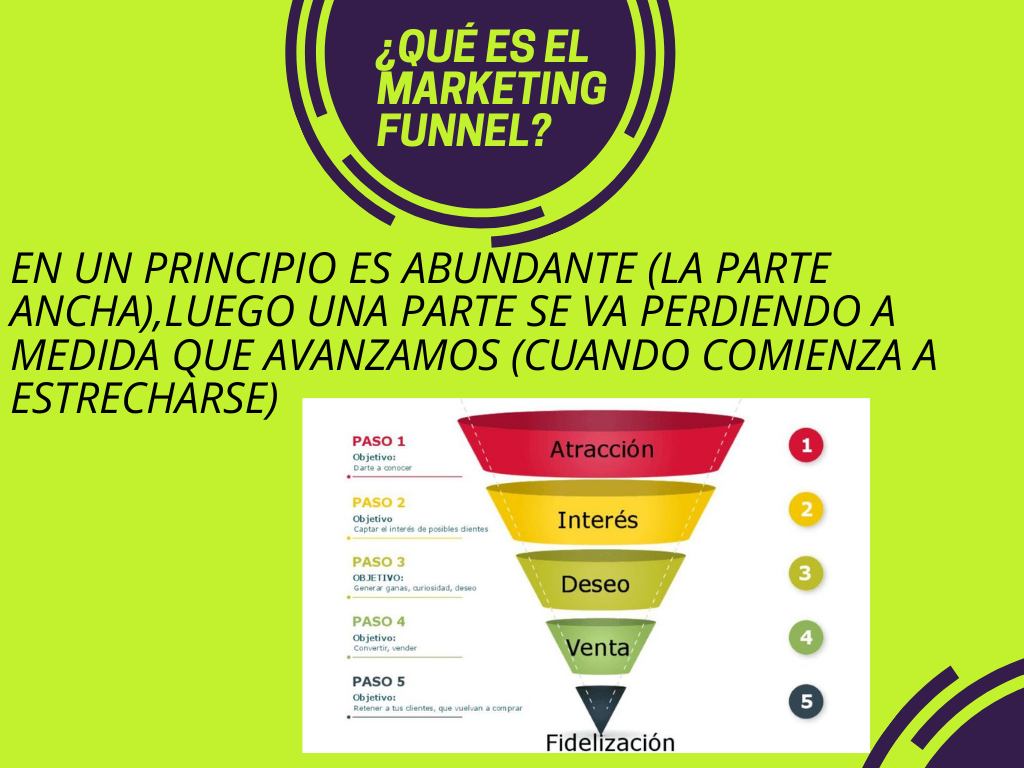 ¿QUÉ ES EL
MARKETING
FUNNEL?
EN UN PRINCIPIO ES ABUNDANTE (LA PARTE
ANCHA),LUEGO UNA PARTE SE VA PERDIENDO A
MEDIDA QUE AVANZAMOS (CUANDO COMIENZA A
ESTRECHARSE)
PASO 1
Objetivo:
Darte a conocer
Atracción
1
PASO 2
Objetivo
Captar el interés de posibles clientes
Interés
2
PASO 3
OBJETIVO:
Generar ganas, curiosidad, deseo
Deseo
3
PASO 4
Objetivo:
Convertir, vender
Venta
4
PASO 5
Objetivo:
Retener a tus clientes, que vuelvan a comprar
5
Fidelización